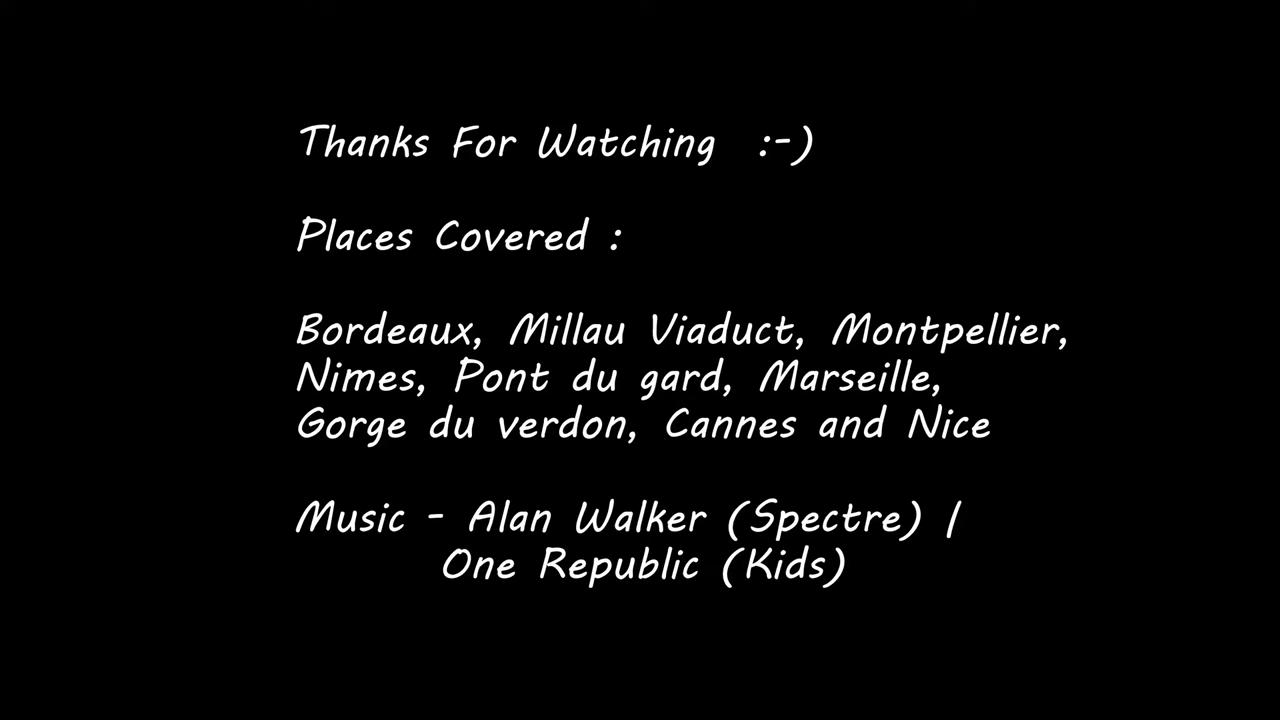 Thanks For Watching :-)
Places Covered :
Bordeaux, Millau Viaduct, Montpellier,
Nimes, Pont du gard, Marseille,
Gorge du verdon, Cannes and Nice
Music - Alan Walker (Spectre) |
One Republic (Kids)